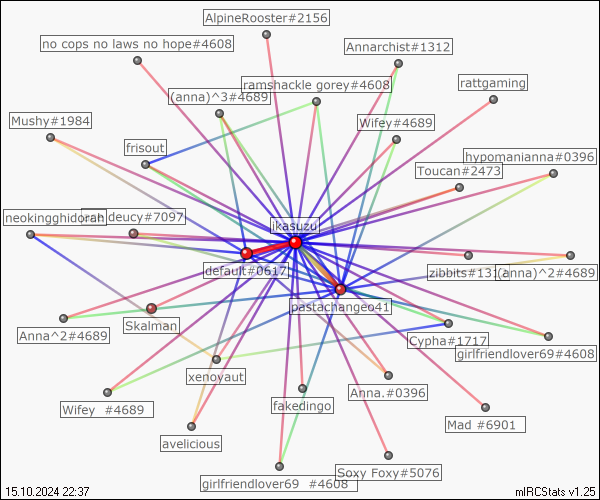 AlpineRooster#2156
no cops no laws no hope#4608
Annarchist#1312
ramshackle gorey#4608
rattgaming
(anna)^3#4689
Mushy#1984
Wifey#4689
frisout
hypomanianna#0396
Toucan#2473
neokingghidorah
deucy#7097
ikasuzu
default#0617
zibbits#131
(anna)^2#4689
pastachangeo41
Skalman
Anna^2#4689
Cypha#1717
girlfriendlover69#4608
xenoyaut
Anna.#0396
Wifey #4689
fakedingo
Mad #6901
avelicious
Soxy Foxy#5076
girlfriendlover69 #4608
15.10.2024 22:37
mIRCStats v1.25